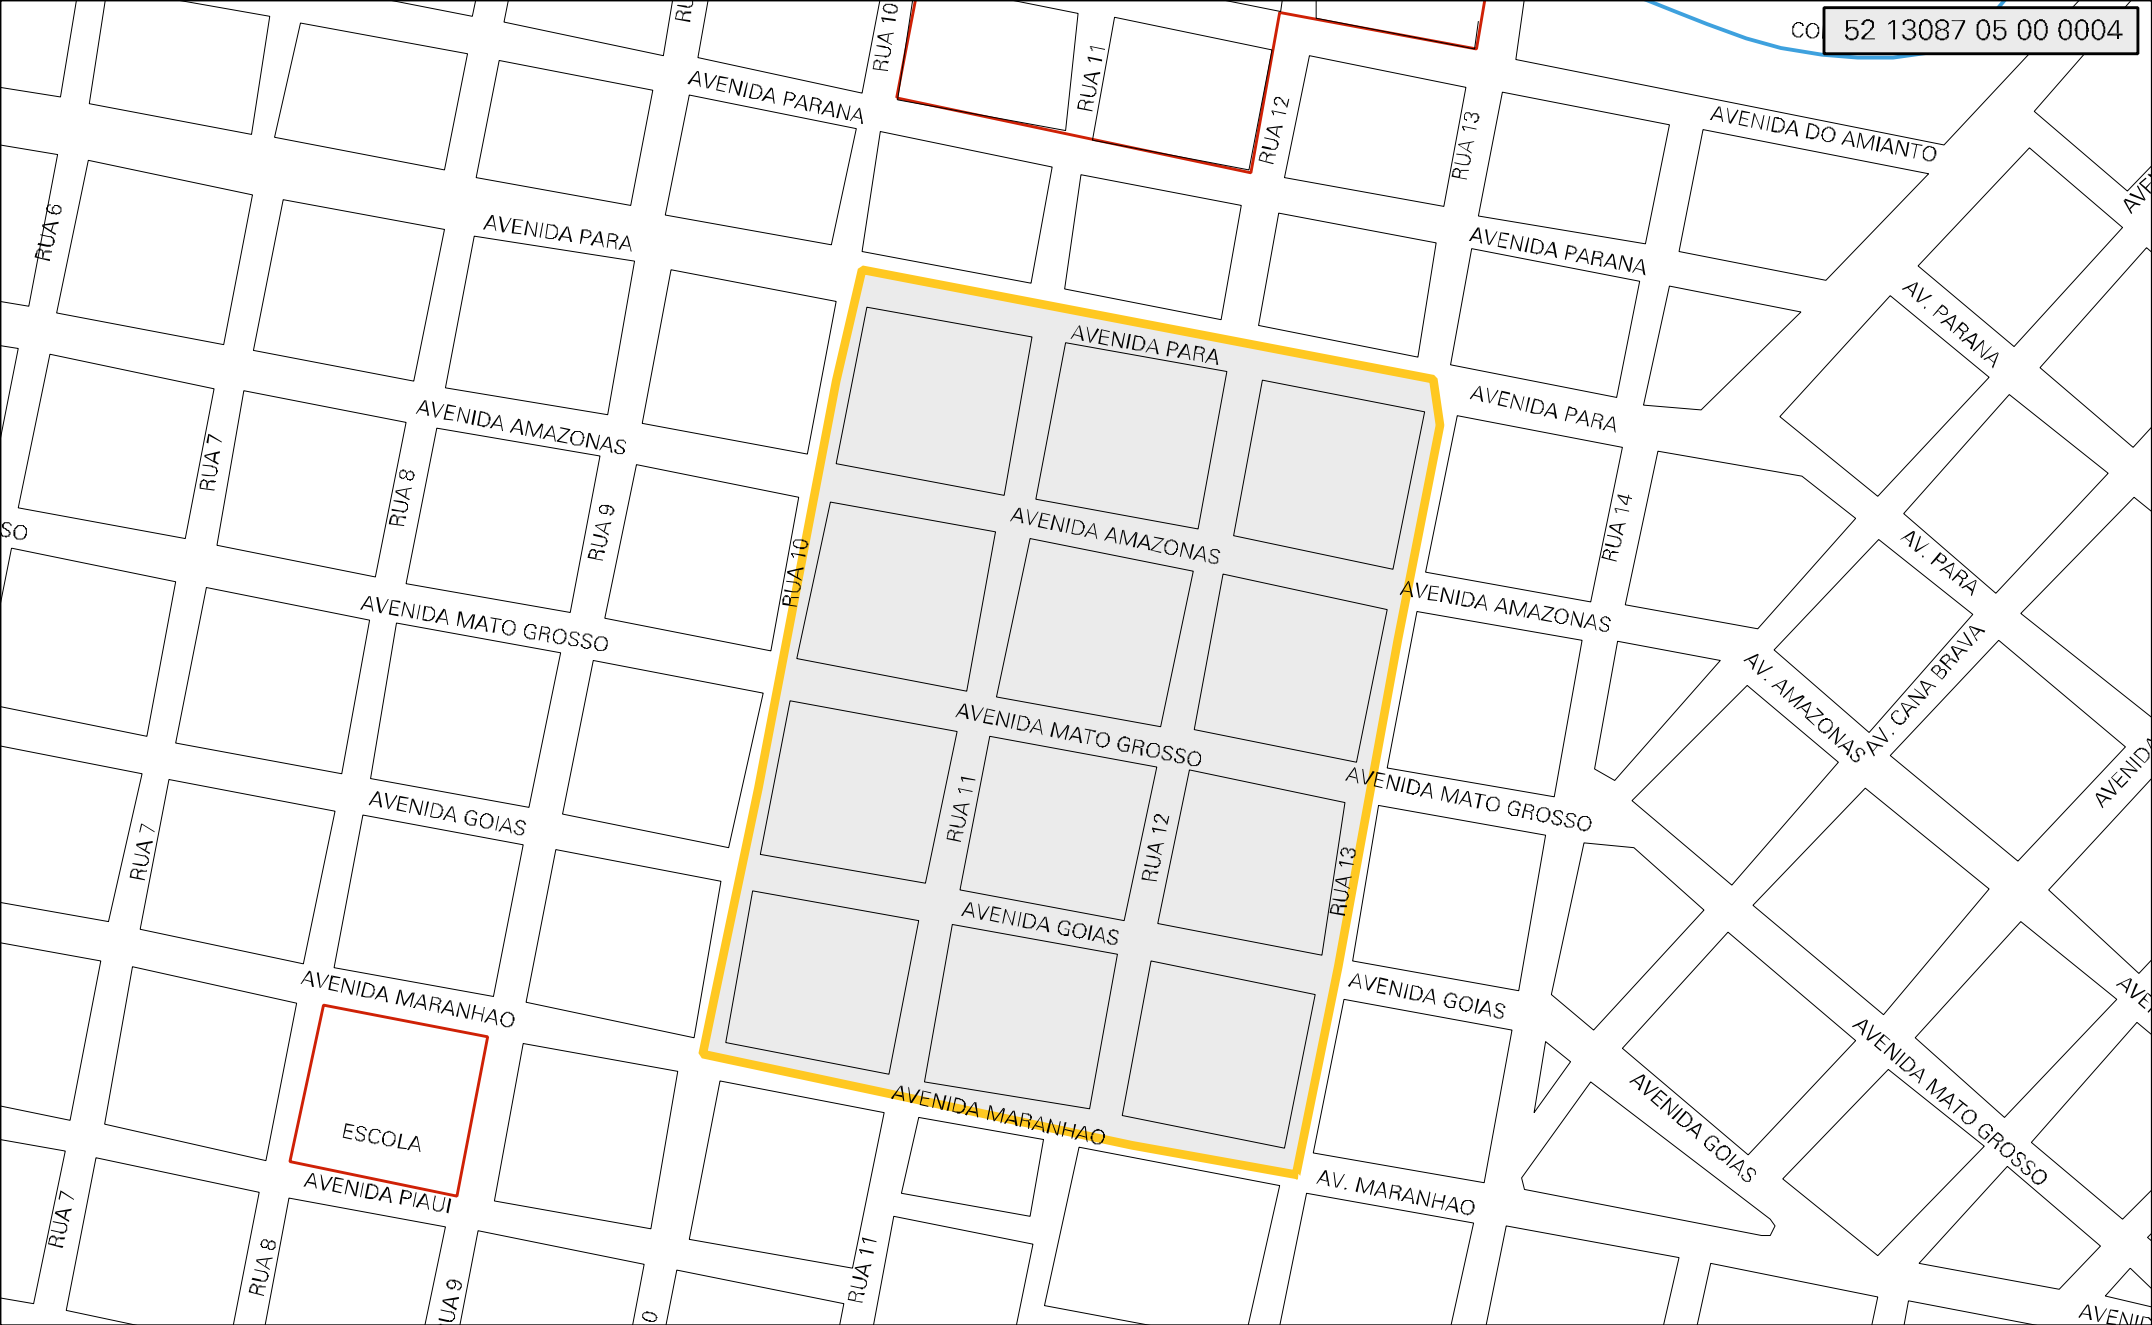 52 13087 05 00 0004
RUA 10
RUA 11
AVENIDA PARANA
RUA 12
RUA 13
AVENIDA DO AMIANTO
RUA 6
AVENIDA PARA
AVENIDA PARANA
AV. PARANA
AVENIDA PARA
AVENIDA PARA
AVENIDA AMAZONAS
RUA 7
RUA 8
RUA 9
RUA 10
AVENIDA AMAZONAS
RUA 14
AV. PARA
AVENIDA AMAZONAS
AVENIDA MATO GROSSO
AV. CANA BRAVA
AV. AMAZONAS
AVENIDA MATO GROSSO
AVENIDA MATO GROSSO
AVENIDA
AVENIDA GOIAS
RUA 11
RUA 12
RUA 13
RUA 7
AVENIDA GOIAS
AVENIDA MARANHAO
AVENIDA GOIAS
AVENIDA MATO GROSSO
AVENIDA GOIAS
AVENIDA MARANHAO
ESCOLA
AVENIDA PIAUI
AV. MARANHAO
RUA 7
RUA 8
RUA 11
RUA 9